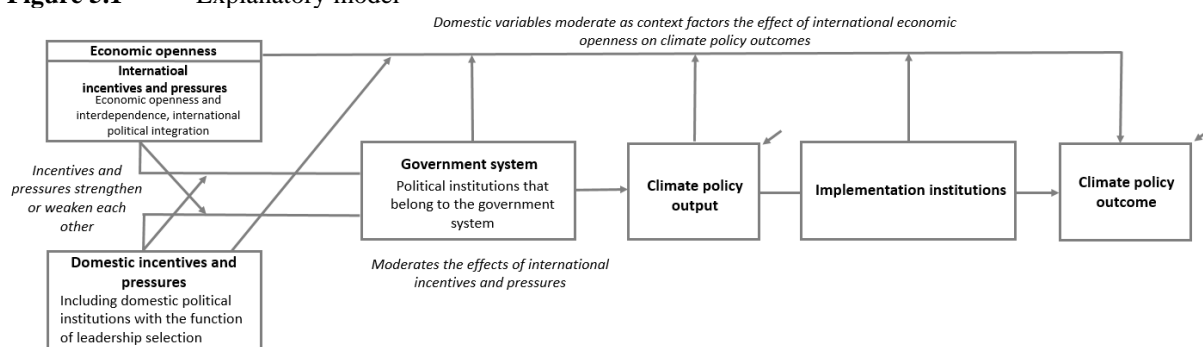 Figure
Explanatory model
Domestic variables moderate as context factors the effect of international economic
openness on climate policy outcomes
Economic openness
Internatioal
incentives and pressures
Economic openness and
interdependence, international
political integration
Incentives and
pressures strengthen
or weaken each
other
Government system
Political institutions that
belong to the government
system
Climate policy
output
Implementation institutions
Climate policy
outcome
Moderates the effects of international
incentives and pressures
Domestic incentives and
pressures
Including domestic political
institutions with the function
of leadership selection